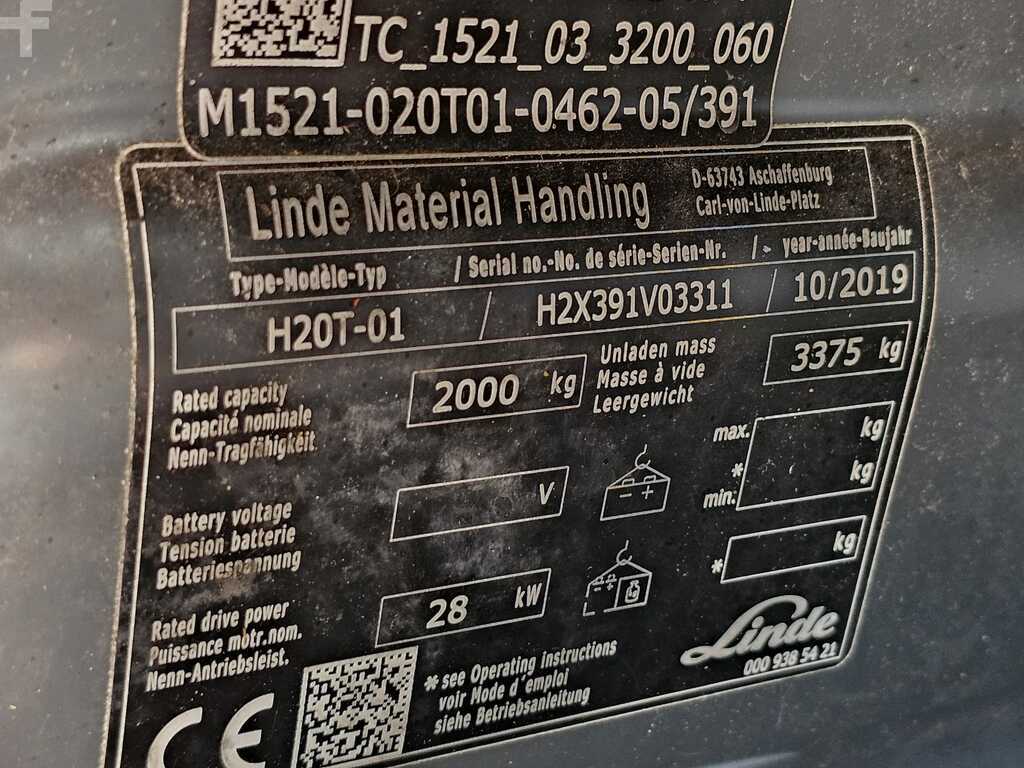 TC_1521_03_3200_060
M1521-020T01-0462-05/391
Linde Material Handling
D-63743 Aschaffenburg
Carl-von-Linde-Platz
Type-Modèle-Typ / Serial no.-No. de série-Serien-Nr. / year-année-Baujahr
H20T-01 / H2X391V03311 / 10/2019
Rated capacity
Capacité nominale
Nenn-Tragfähigkeit
2000 kg
Unladen mass
Masse à vide
Leergewicht
3375 kg
Battery voltage
Tension batterie
Batteriespannung
V
max. kg
* kg
min.
* kg
Rated drive power
Puissance motr.nom.
Nenn-Antriebsleist.
28 kW
* see Operating instructions
voir Mode d'emploi
siehe Betriebsanleitung
Linde
000 938 54 21
CE